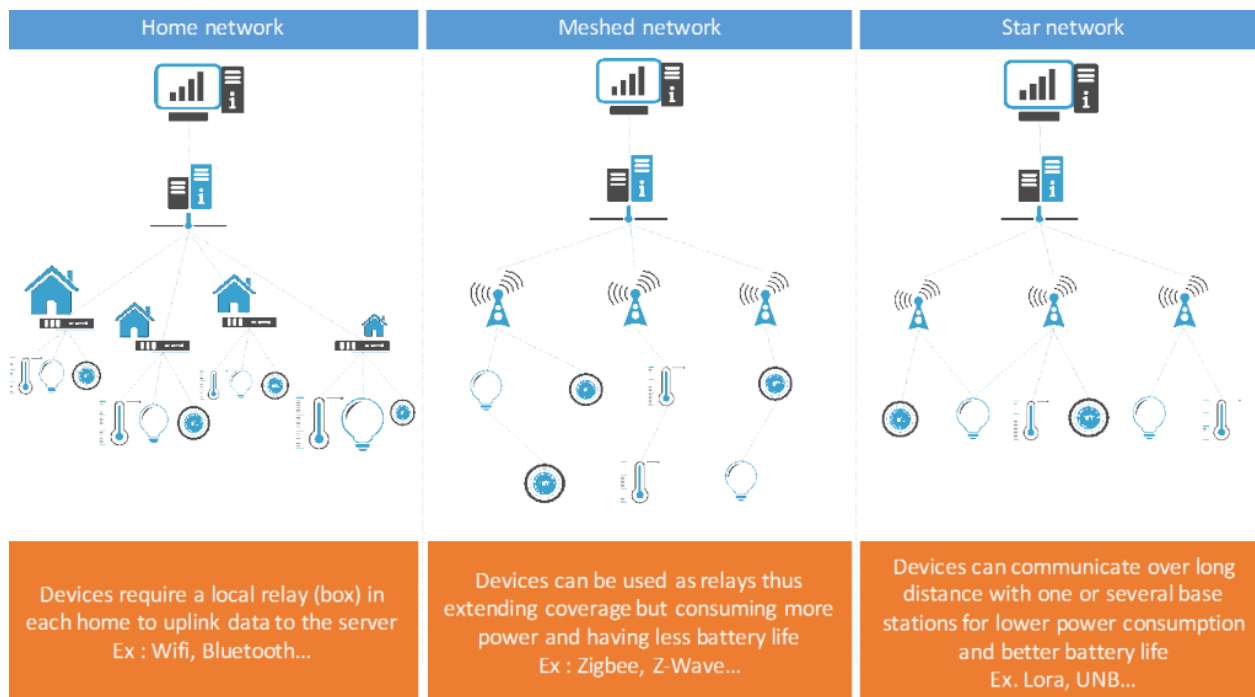 Home network
Meshed network
Star network
Devices require a local relay (box) in
each home to uplink data to the server
Ex : Wifi, Bluetooth...
Devices can be used as relays thus
extending coverage but consuming more
power and having less battery life
Ex : Zigbee, Z-Wave...
Devices can communicate over long
distance with one or several base
stations for lower power consumption
and better battery life
Ex. Lora, UNB...